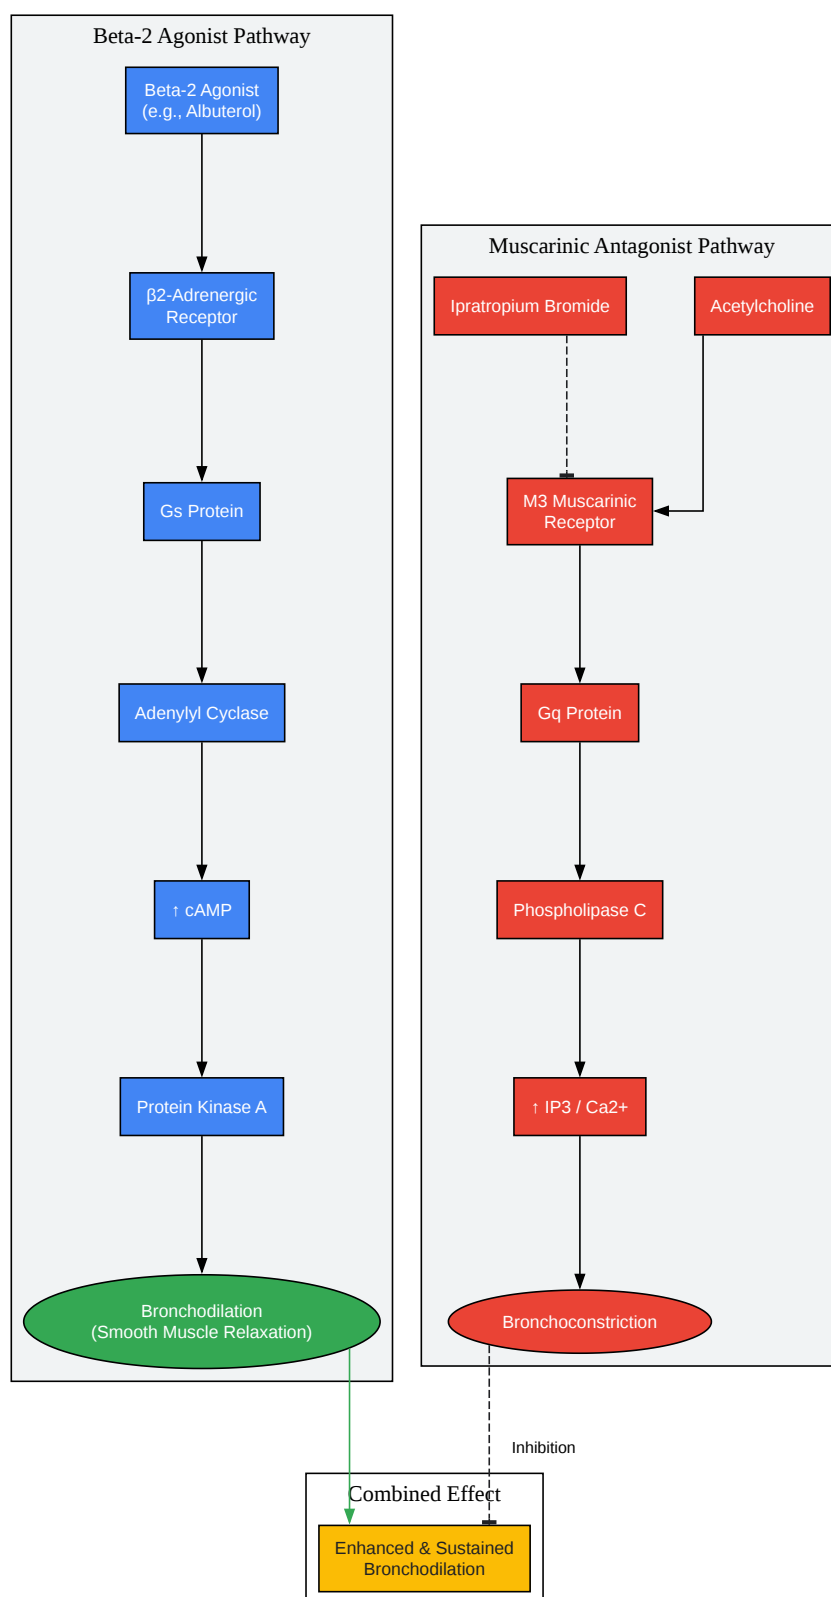 Beta-2 Agonist Pathway
Beta-2 Agonist
(e.g., Albuterol)
β2-Adrenergic
Receptor
Gs Protein
Adenylyl Cyclase
↑ cAMP
Protein Kinase A
Bronchodilation
(Smooth Muscle Relaxation)
Muscarinic Antagonist Pathway
Ipratropium Bromide
Acetylcholine
M3 Muscarinic
Receptor
Gq Protein
Phospholipase C
↑ IP3 / Ca2+
Bronchoconstriction
Inhibition
Combined Effect
Enhanced & Sustained
Bronchodilation